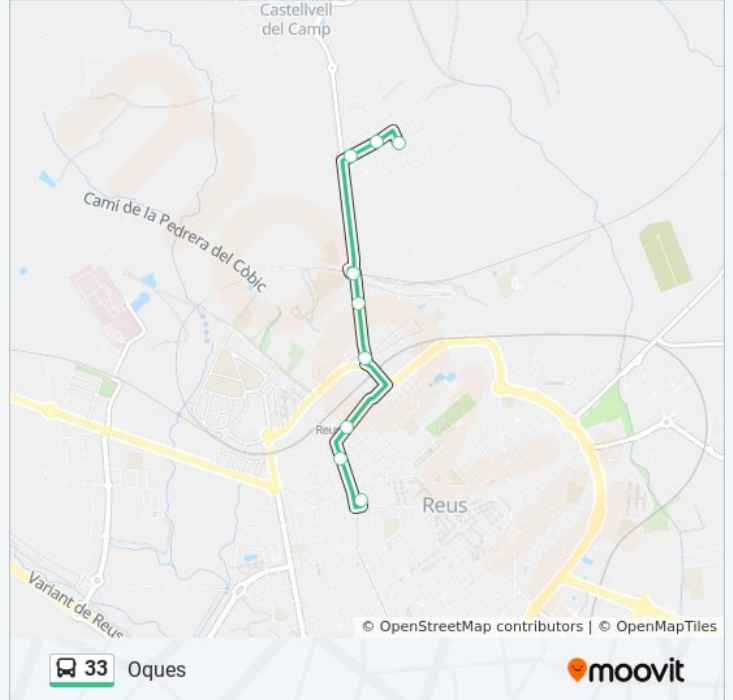 Castellvell
del Camp
Camí de la Pedrera del Còbic
Reus
Reus
Variant de Reus
© OpenStreetMap contributors | © OpenMapTiles
33 Oques
moovit